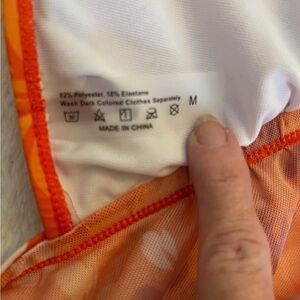 82% Polyester, 18% Elastane
Wash Dark Colored Clothes Separately
M
MADE IN CHINA